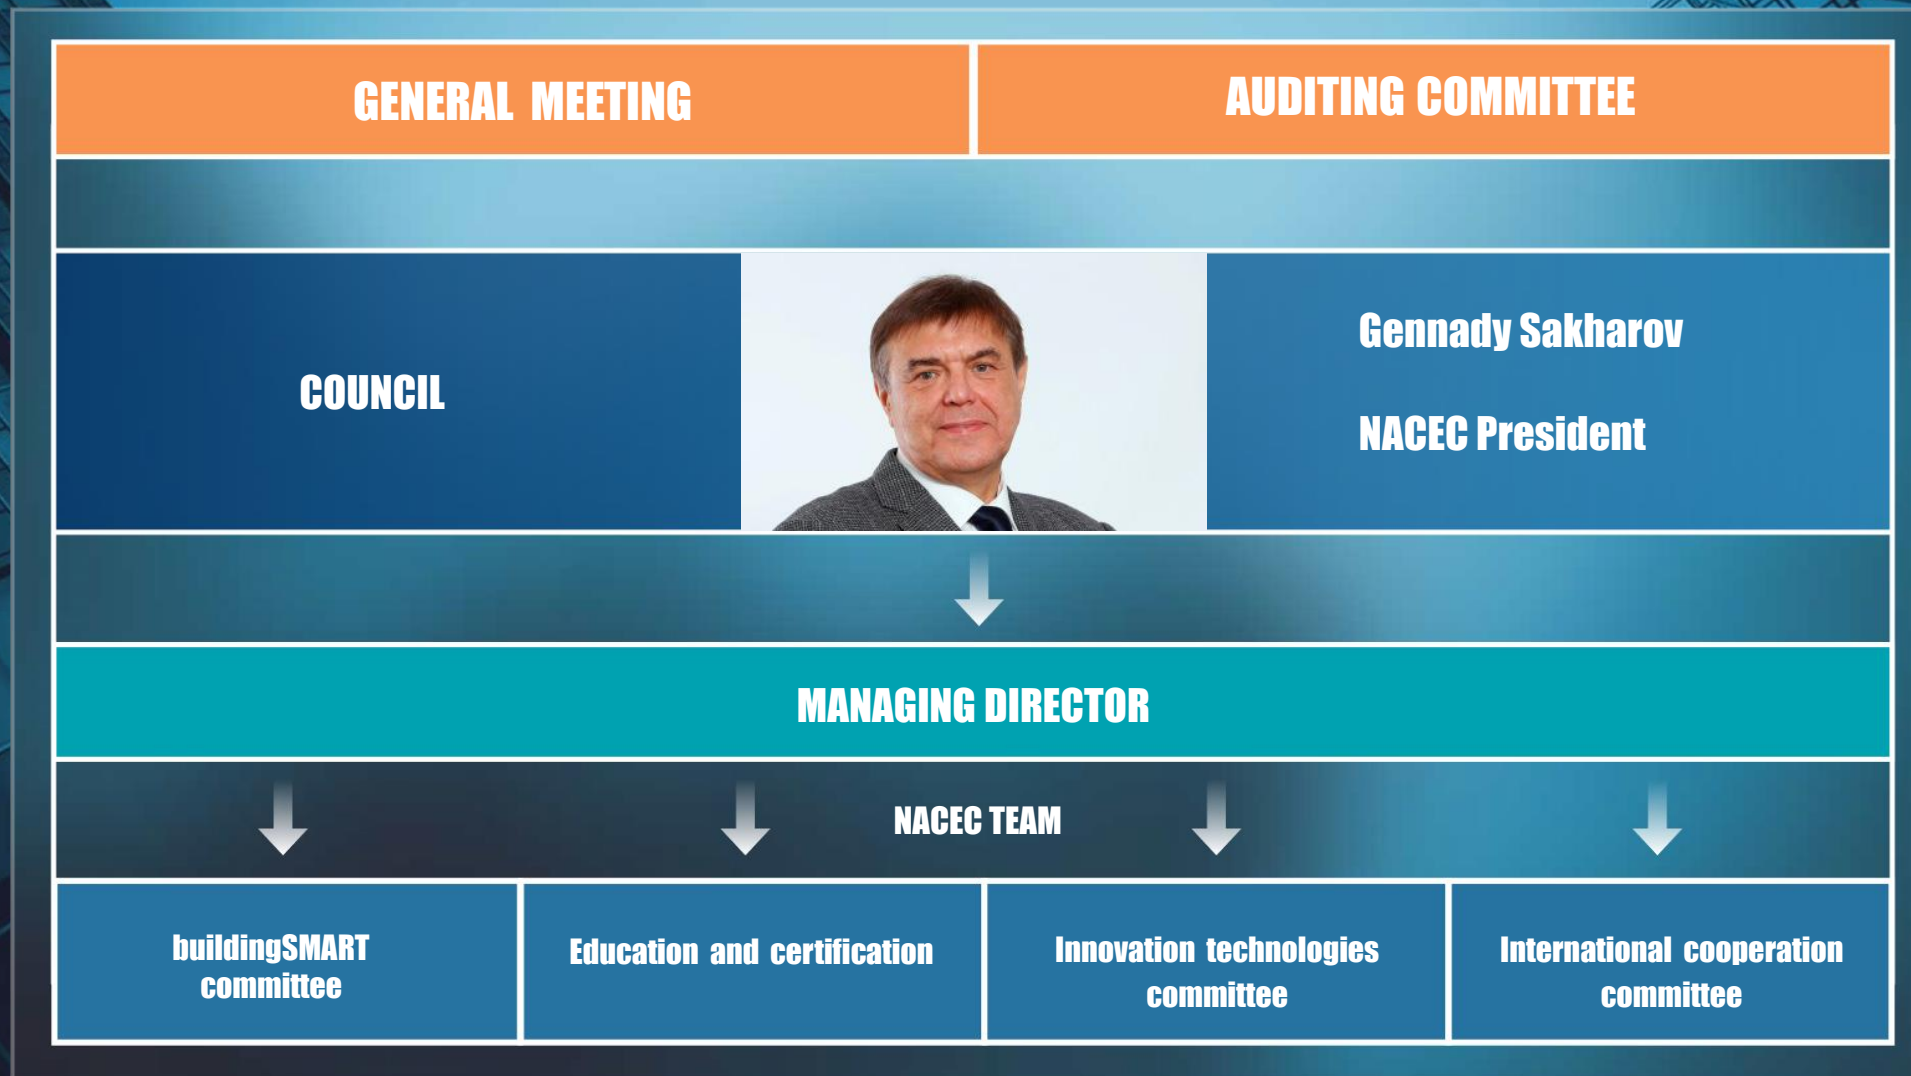 GENERAL MEETING
AUDITING COMMITTEE
COUNCIL
Gennady Sakharov
NACEC President
MANAGING DIRECTOR
NACEC TEAM
buildingSMART
committee
Education and certification
Innovation technologies
committee
International cooperation
committee